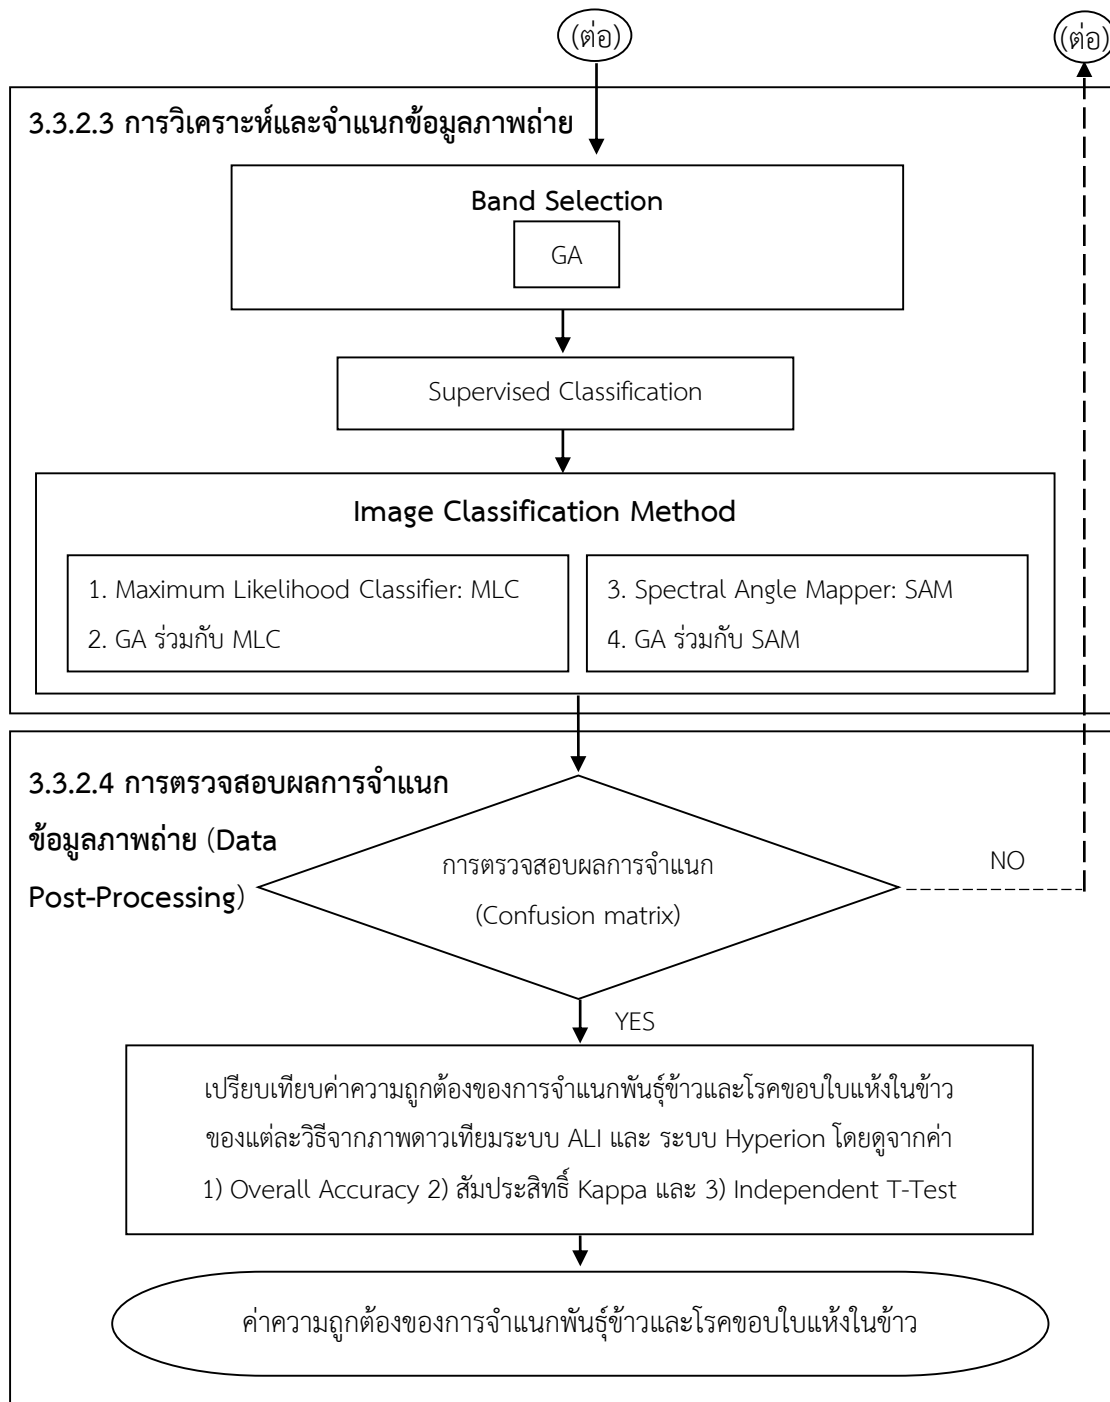 (ต่อ)
(ต่อ)
3.3.2.3 การวิเคราะห์และจำแนกข้อมูลภาพถ่าย
Band Selection
GA
Supervised Classification
Image Classification Method
1. Maximum Likelihood Classifier: MLC
2. GA ร่วมกับ MLC
3. Spectral Angle Mapper: SAM
4. GA ร่วมกับ SAM
3.3.2.4 การตรวจสอบผลการจำแนก
ข้อมูลภาพถ่าย (Data
Post-Processing)
การตรวจสอบผลการจำแนก
(Confusion matrix)
NO
YES
เปรียบเทียบค่าความถูกต้องของการจำแนกพันธุ์ข้าวและโรคขอบใบแห้งในข้าว
ของแต่ละวิธีจากภาพดาวเทียมระบบ ALI และ ระบบ Hyperion โดยดูจากค่า
1) Overall Accuracy 2) สัมประสิทธิ์ Kappa และ 3) Independent T-Test
ค่าความถูกต้องของการจำแนกพันธุ์ข้าวและโรคขอบใบแห้งในข้าว